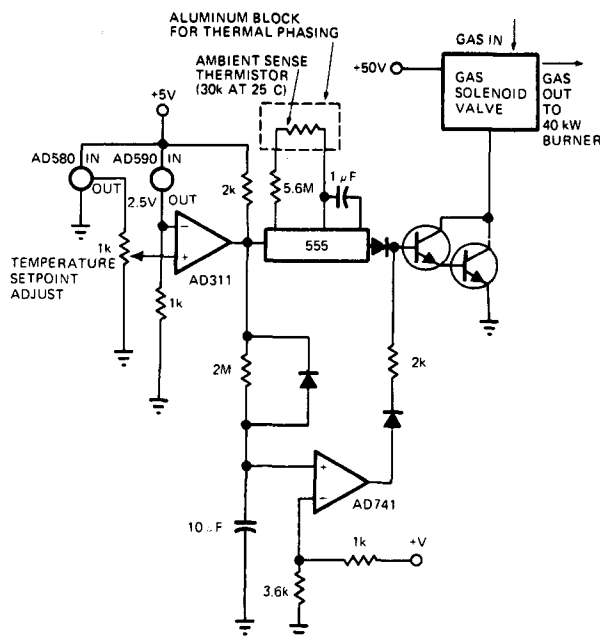 ALUMINUM BLOCK
FOR THERMAL PHASING
AMBIENT SENSE
THERMISTOR
(30k AT 25 C)
GAS IN
+50V
GAS
SOLENOID
VALVE
GAS
OUT
TO
40 kW
BURNER
+5V
AD580
IN
OUT
AD590
IN
OUT
2.5V
2k
5.6M
1 µF
555
1k
TEMPERATURE
SETPOINT
ADJUST
−
+
AD311
1k
2M
2k
+
−
AD741
10 µF
1k
+V
3.6k